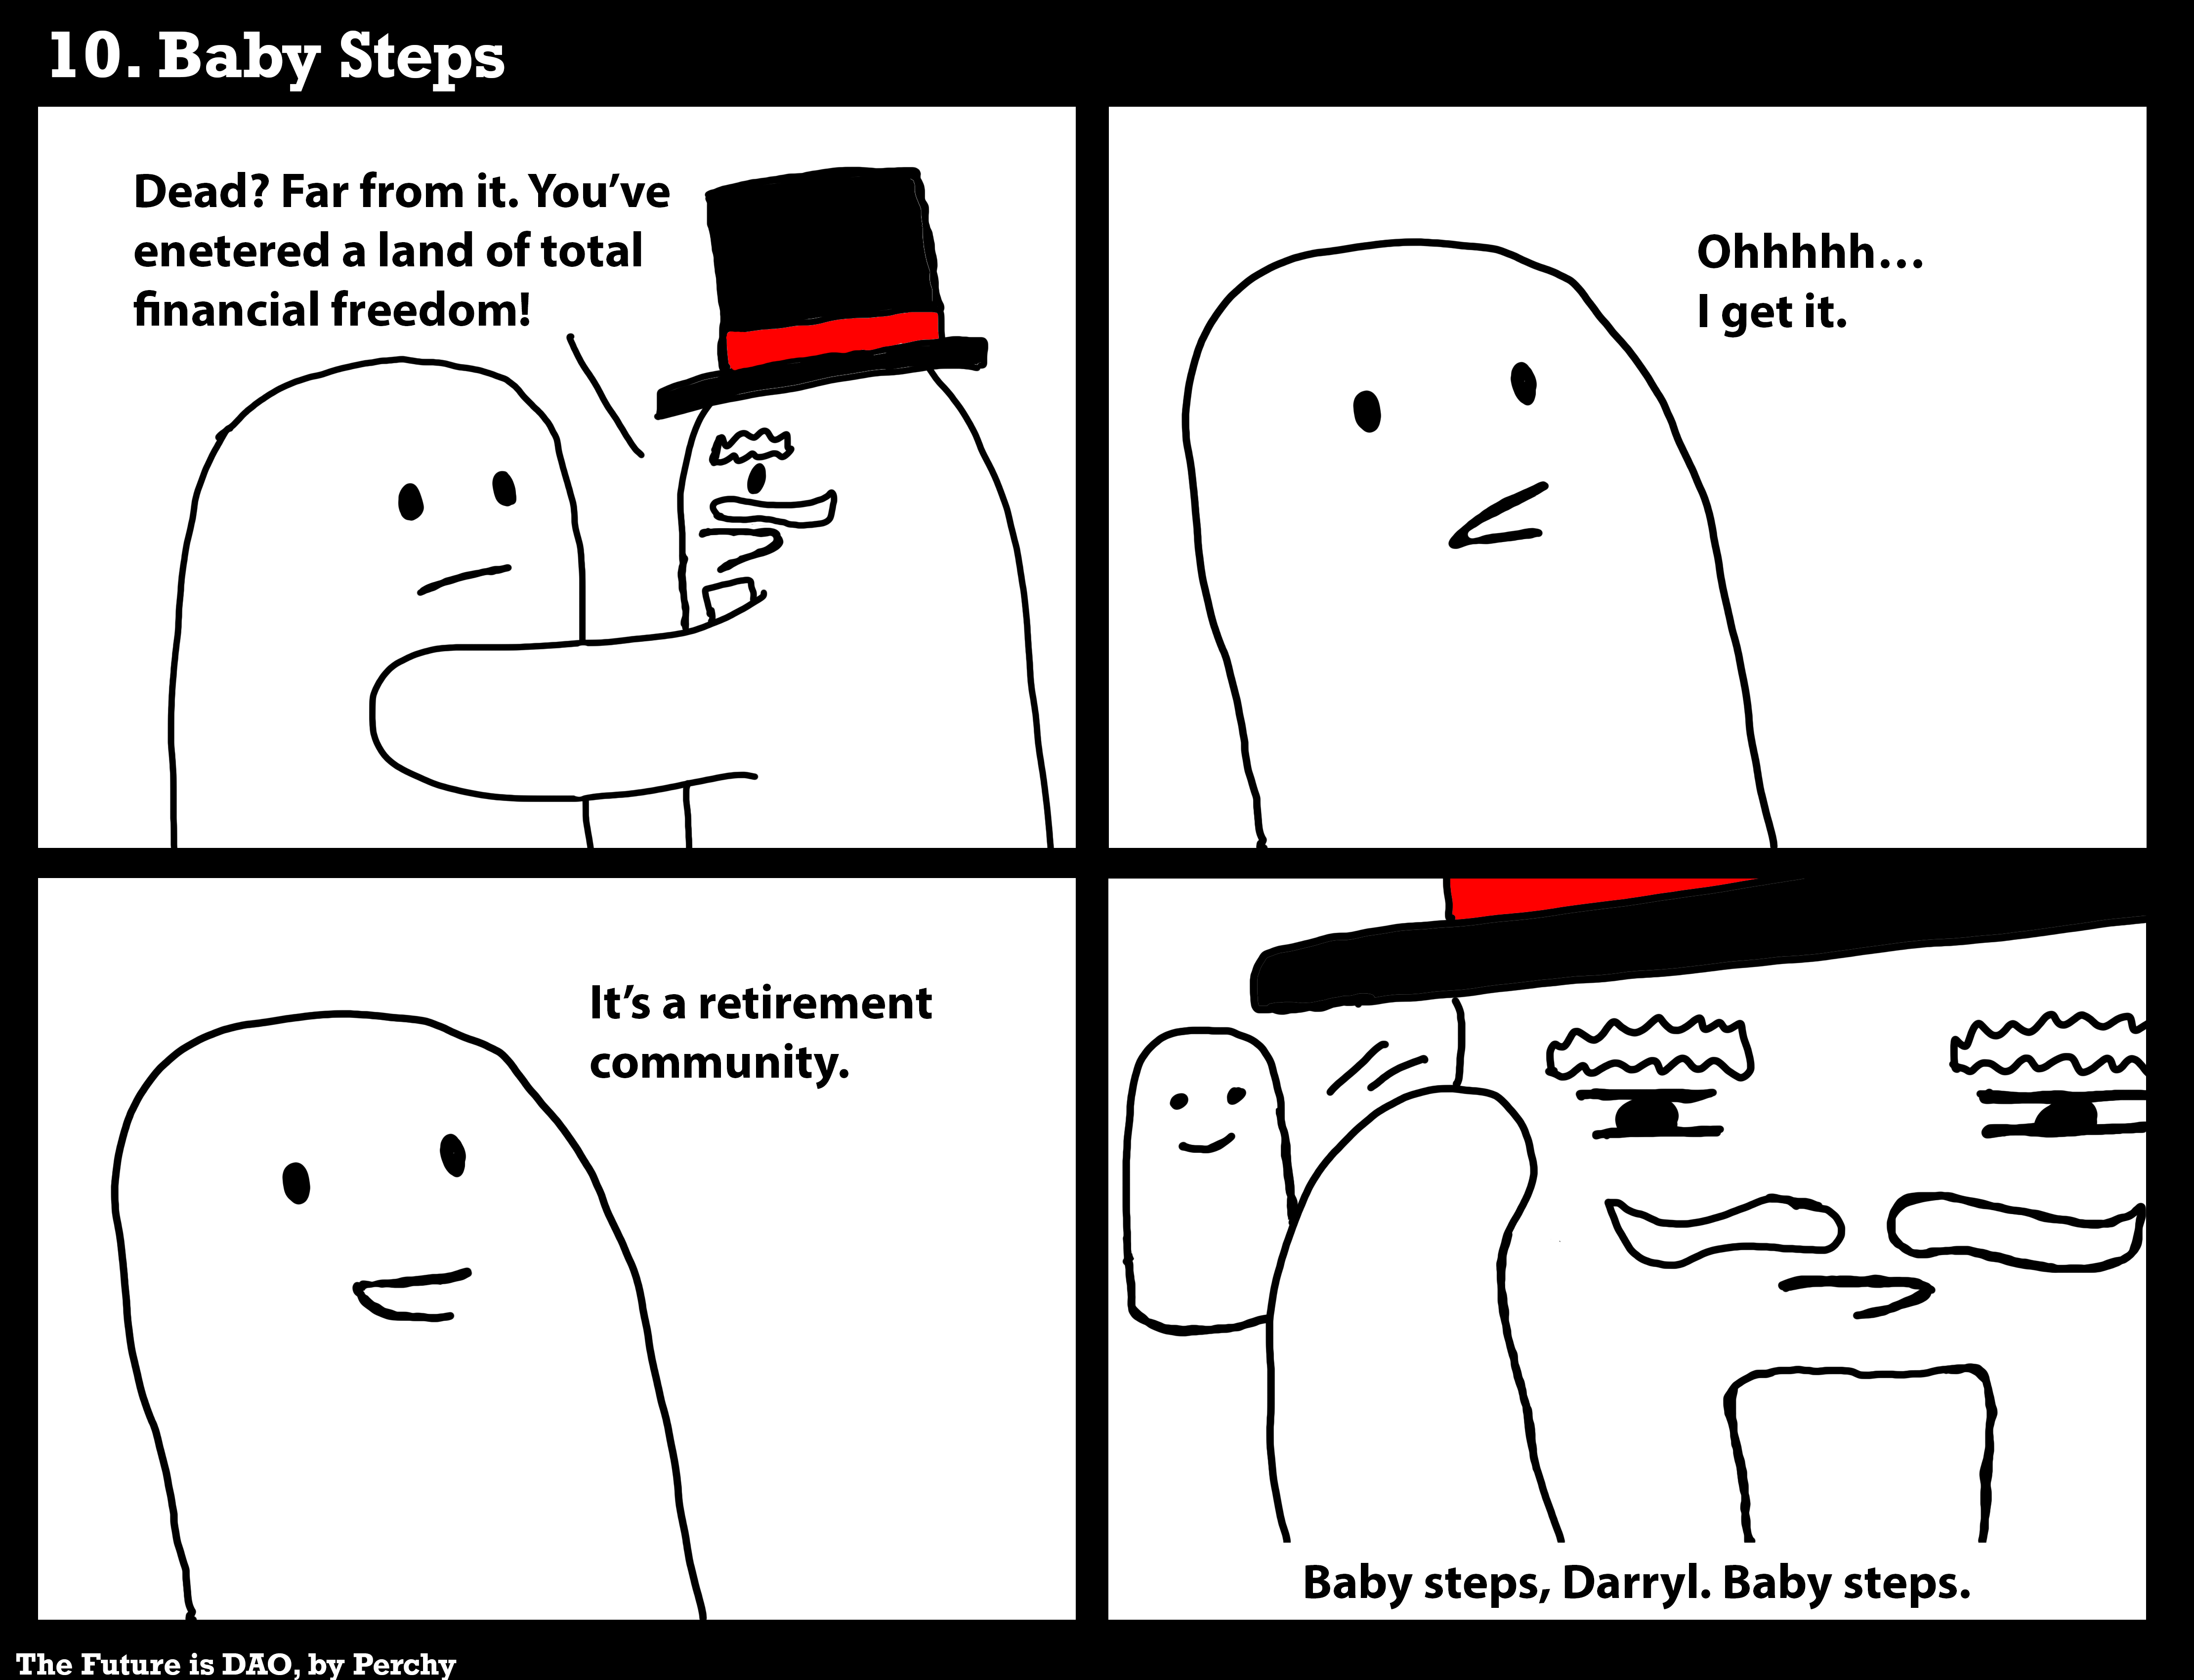 10. Baby Steps
Dead? Far from it. You’ve
enetered a land of total
financial freedom!
Ohhhhh...
I get it.
It’s a retirement
community.
Baby steps, Darryl. Baby steps.
The Future is DAO, by Perchy